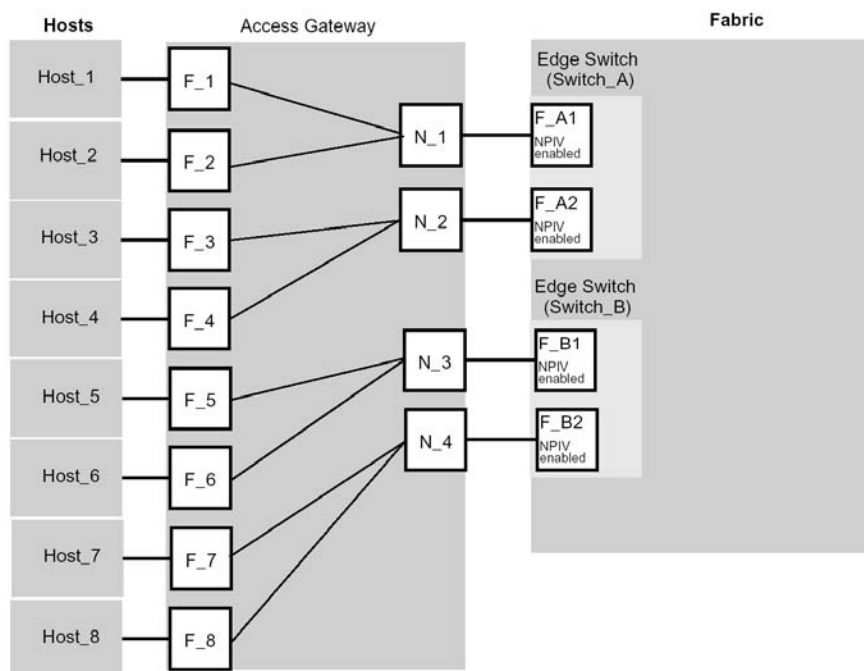 Hosts
Access Gateway
Fabric
Host_1
Host_2
Host_3
Host_4
Host_5
Host_6
Host_7
Host_8
F_1
F_2
F_3
F_4
F_5
F_6
F_7
F_8
N_1
N_2
N_3
N_4
Edge Switch
(Switch_A)
F_A1
NPIV
enabled
F_A2
NPIV
enabled
Edge Switch
(Switch_B)
F_B1
NPIV
enabled
F_B2
NPIV
enabled